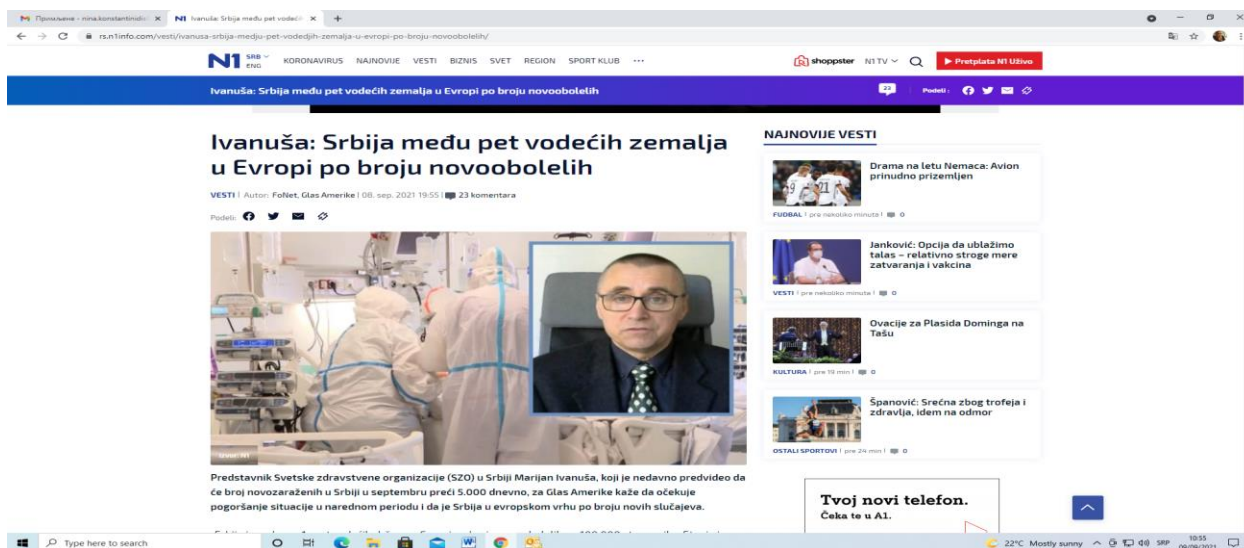 Примљене - nina.konstantinidis
N1 Ivanuša: Srbija među pet vodećih
rs.n1info.com/vesti/ivanusa-srbija-medju-pet-vodedjih-zemalja-u-evropi-po-broju-novoobolelih/
N1 SRB ENG KORONAVIRUS NAJNOVIJE VESTI BIZNIS SVET REGION SPORT KLUB ... shoppster N1 TV Pretplata N1 Uživo
Ivanuša: Srbija među pet vodećih zemalja u Evropi po broju novoobolelih 23 Podeli:
Ivanuša: Srbija među pet vodećih zemalja
u Evropi po broju novoobolelih
VESTI | Autor: FoNet, Glas Amerike | 08. sep. 2021 19:55 | 23 komentara
Podeli:
Izvor: N1
Predstavnik Svetske zdravstvene organizacije (SZO) u Srbiji Marijan Ivanuša, koji je nedavno predvideo da
će broj novozaraženih u Srbiji u septembru preći 5.000 dnevno, za Glas Amerike kaže da očekuje
pogoršanje situacije u narednom periodu i da je Srbija u evropskom vrhu po broju novih slučajeva.
NAJNOVIJE VESTI
Drama na letu Nemaca: Avion
prinudno prizemljen
FUDBAL | pre nekoliko minuta | 0
Janković: Opcija da ublažimo
talas – relativno stroge mere
zatvaranja i vakcina
VESTI | pre nekoliko minuta | 0
Ovacije za Plasida Dominga na
Tašu
KULTURA | pre 19 min | 0
Španović: Srećna zbog trofeja i
zdravlja, idem na odmor
OSTALI SPORTOVI | pre 24 min | 0
Tvoj novi telefon.
Čeka te u A1.
Type here to search
22°C Mostly sunny SRP 10:55
09/09/2021